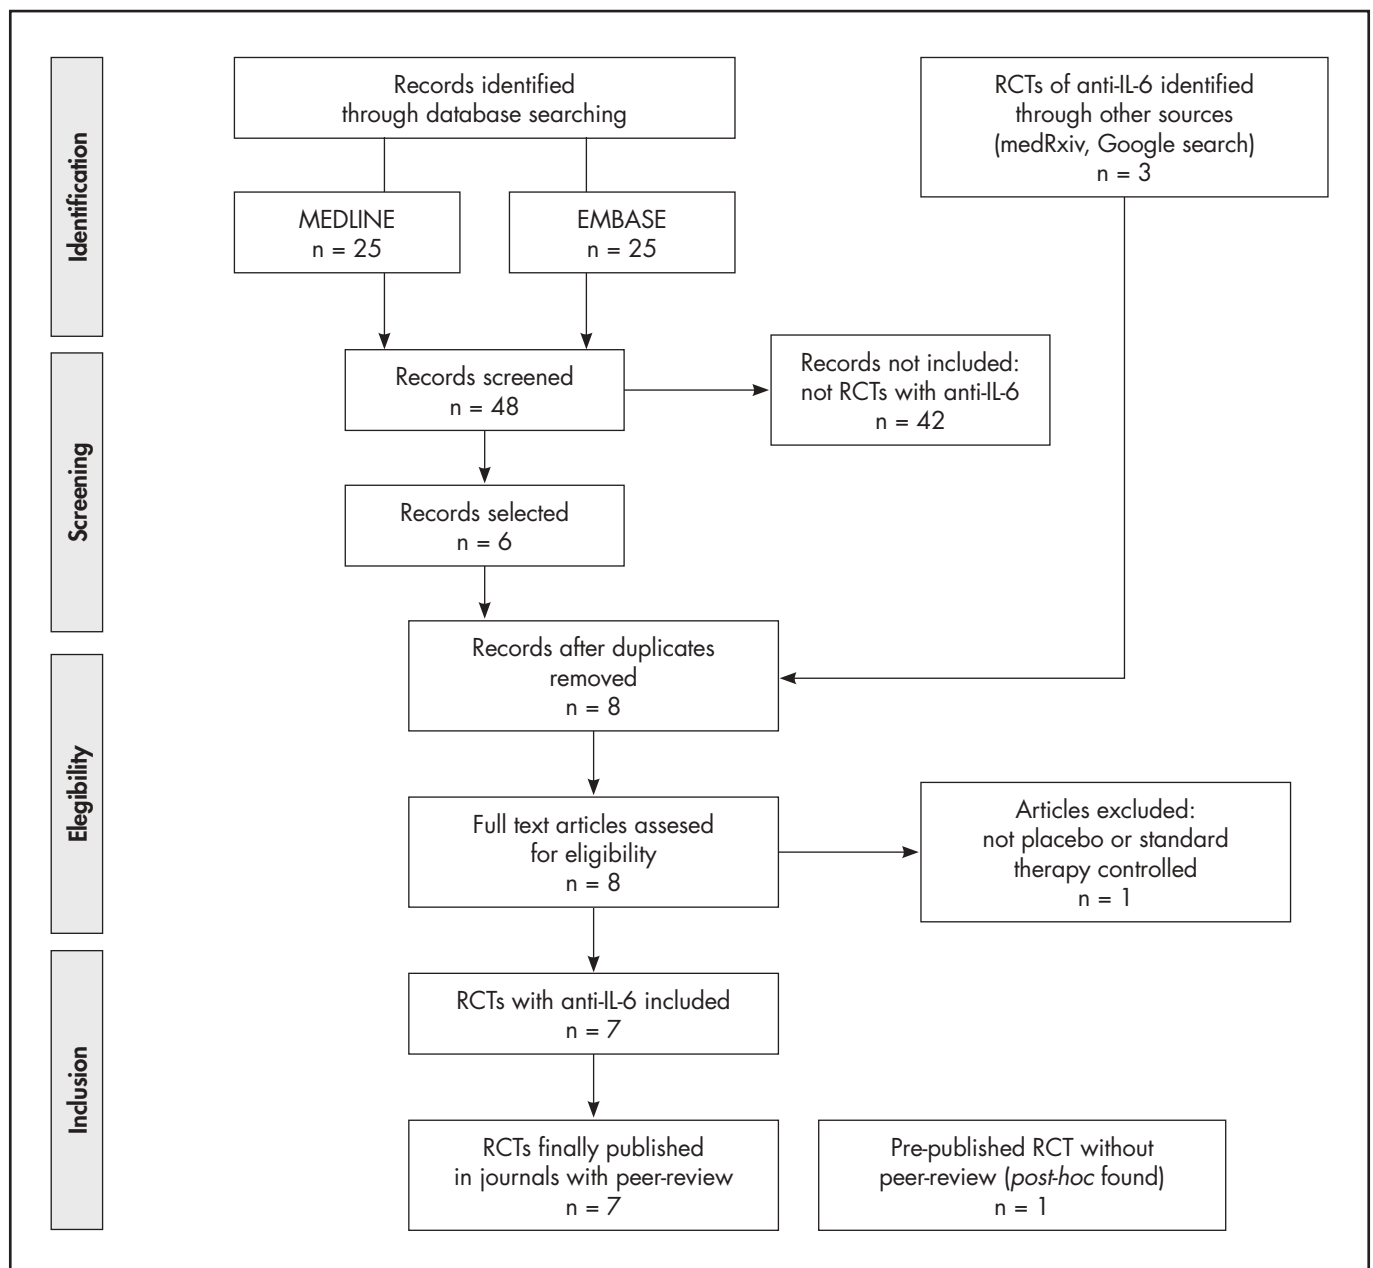 Identification
Records identified
through database searching
RCTs of anti-IL-6 identified
through other sources
(medRxiv, Google search)
n = 3
MEDLINE
n = 25
EMBASE
n = 25
Screening
Records screened
n = 48
Records not included:
not RCTs with anti-IL-6
n = 42
Records selected
n = 6
Records after duplicates
removed
n = 8
Elegibility
Full text articles assesed
for eligibility
n = 8
Articles excluded:
not placebo or standard
therapy controlled
n = 1
Inclusion
RCTs with anti-IL-6 included
n = 7
RCTs finally published
in journals with peer-review
n = 7
Pre-published RCT without
peer-review (post-hoc found)
n = 1